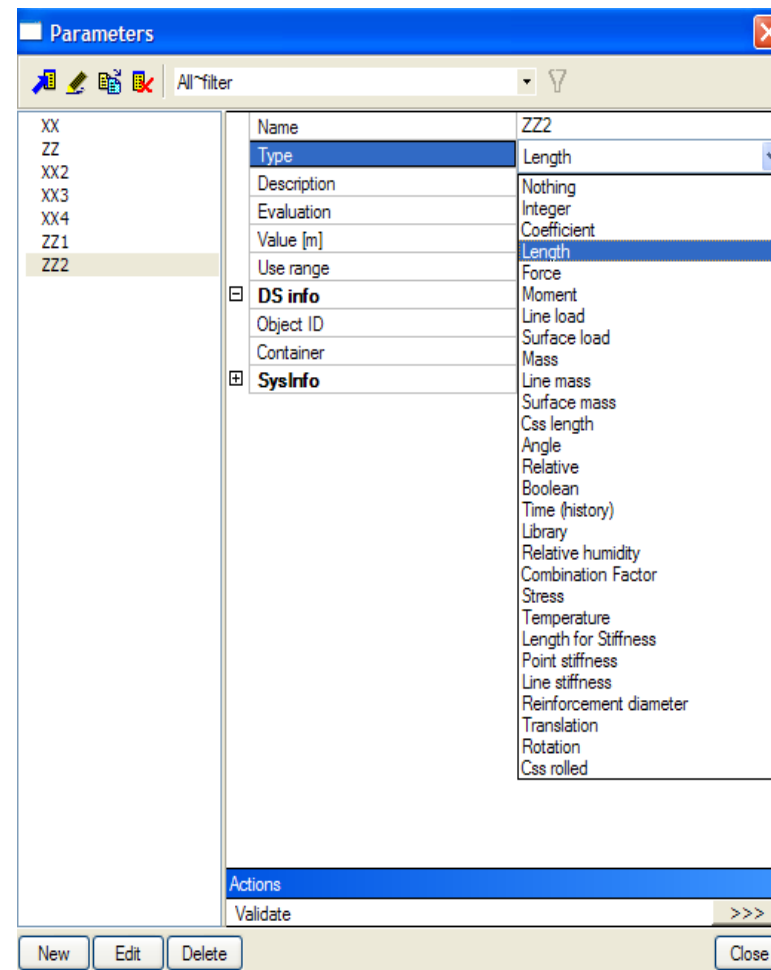 Parameters
All~filter
XX
ZZ
XX2
XX3
XX4
ZZ1
ZZ2
Name ZZ2
Type Length
Description
Evaluation
Value [m]
Use range
DS info
Object ID
Container
SysInfo
Nothing
Integer
Coefficient
Length
Force
Moment
Line load
Surface load
Mass
Line mass
Surface mass
Css length
Angle
Relative
Boolean
Time (history)
Library
Relative humidity
Combination Factor
Stress
Temperature
Length for Stiffness
Point stiffness
Line stiffness
Reinforcement diameter
Translation
Rotation
Css rolled
Actions
Validate >>>
New Edit Delete Close